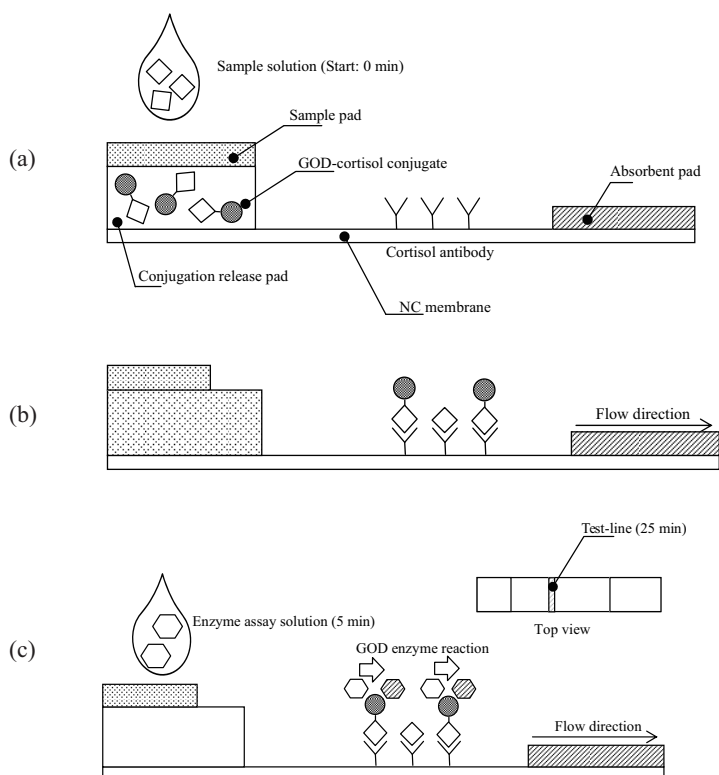 Sample solution (Start: 0 min)
(a)
Sample pad
GOD-cortisol conjugate
Absorbent pad
Cortisol antibody
Conjugation release pad
NC membrane
(b)
Flow direction
Test-line (25 min)
Enzyme assay solution (5 min)
Top view
(c)
GOD enzyme reaction
Flow direction